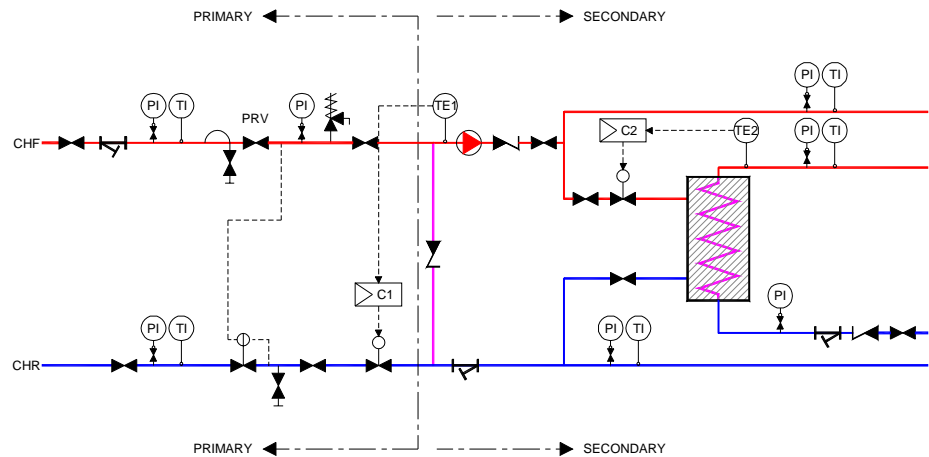 PRIMARY
SECONDARY
PI
TI
PI
TI
PI
PRV
TE1
C2
TE2
PI
TI
CHF
C1
PI
PI
TI
PI
TI
CHR
PRIMARY
SECONDARY